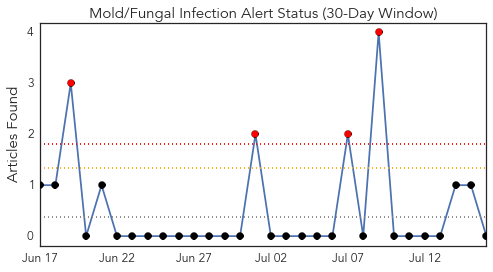 Mold/Fungal Infection Alert Status (30-Day Window)
Articles Found
4
3
2
1
0
Jun 17 Jun 22 Jun 27 Jul 02 Jul 07 Jul 12